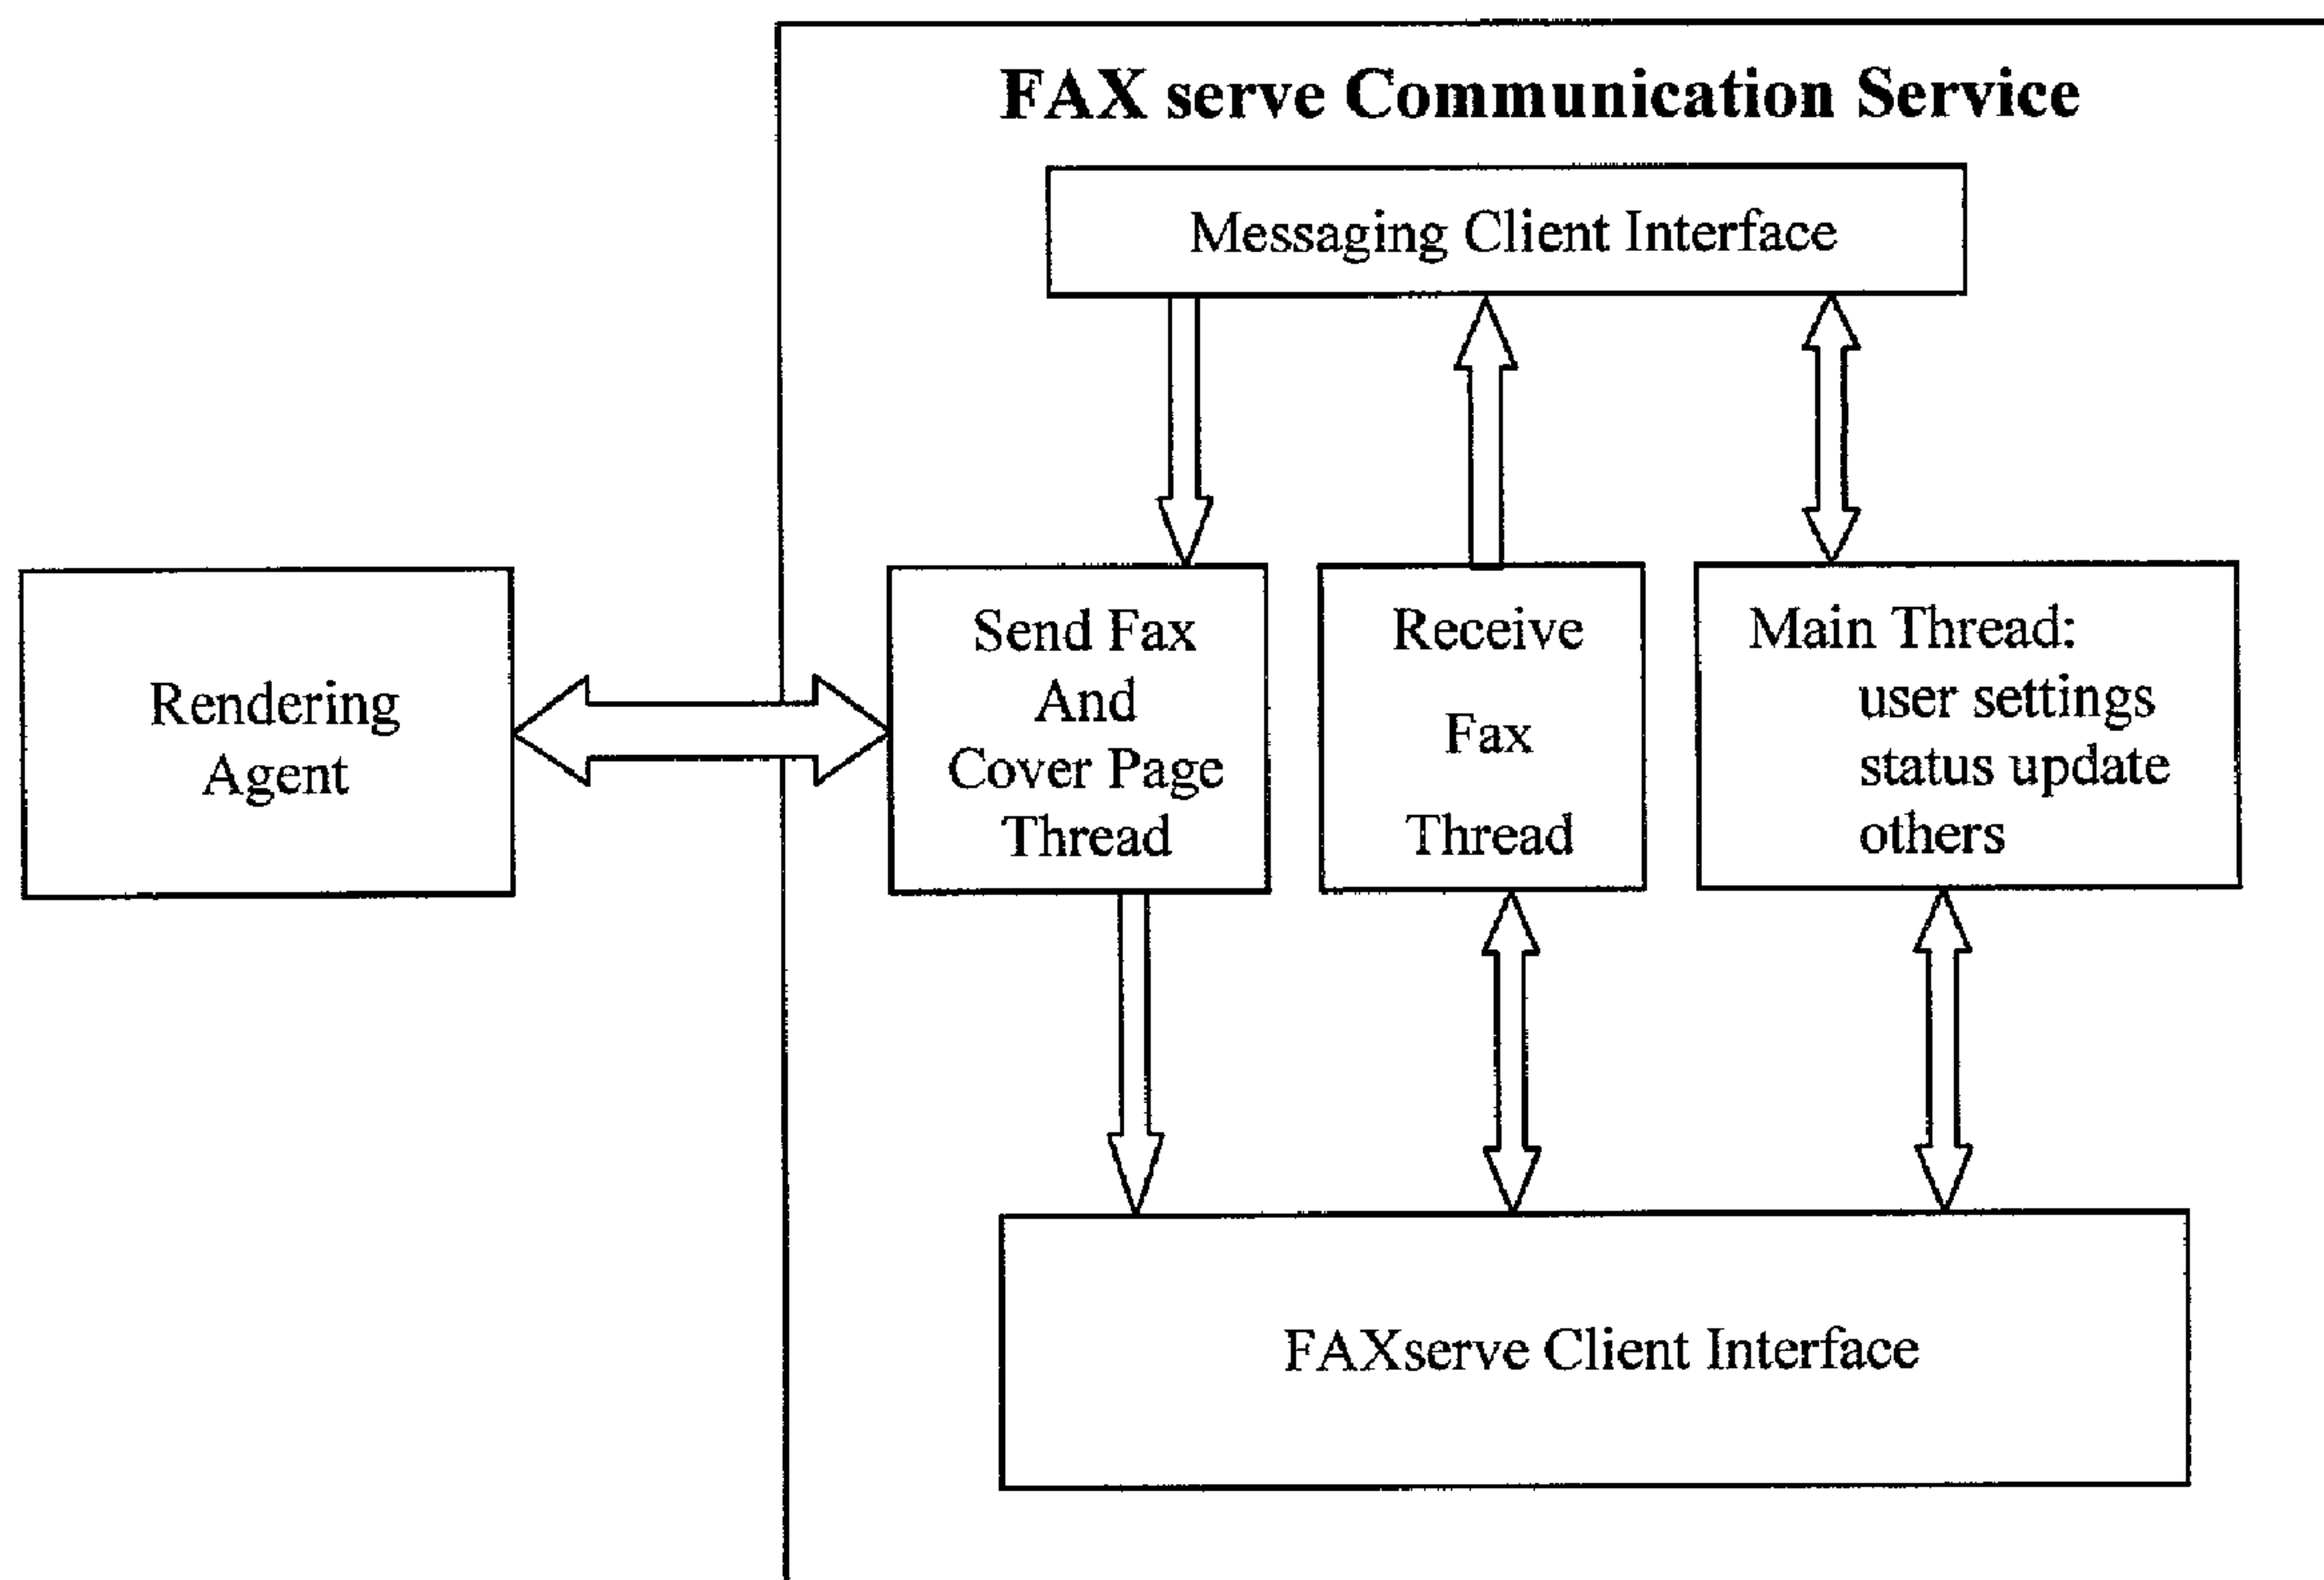 FAX serve Communication Service
Messaging Client Interface
Rendering
Agent
Send Fax
And
Cover Page
Thread
Receive
Fax
Thread
Main Thread:
user settings
status update
others
FAXserve Client Interface